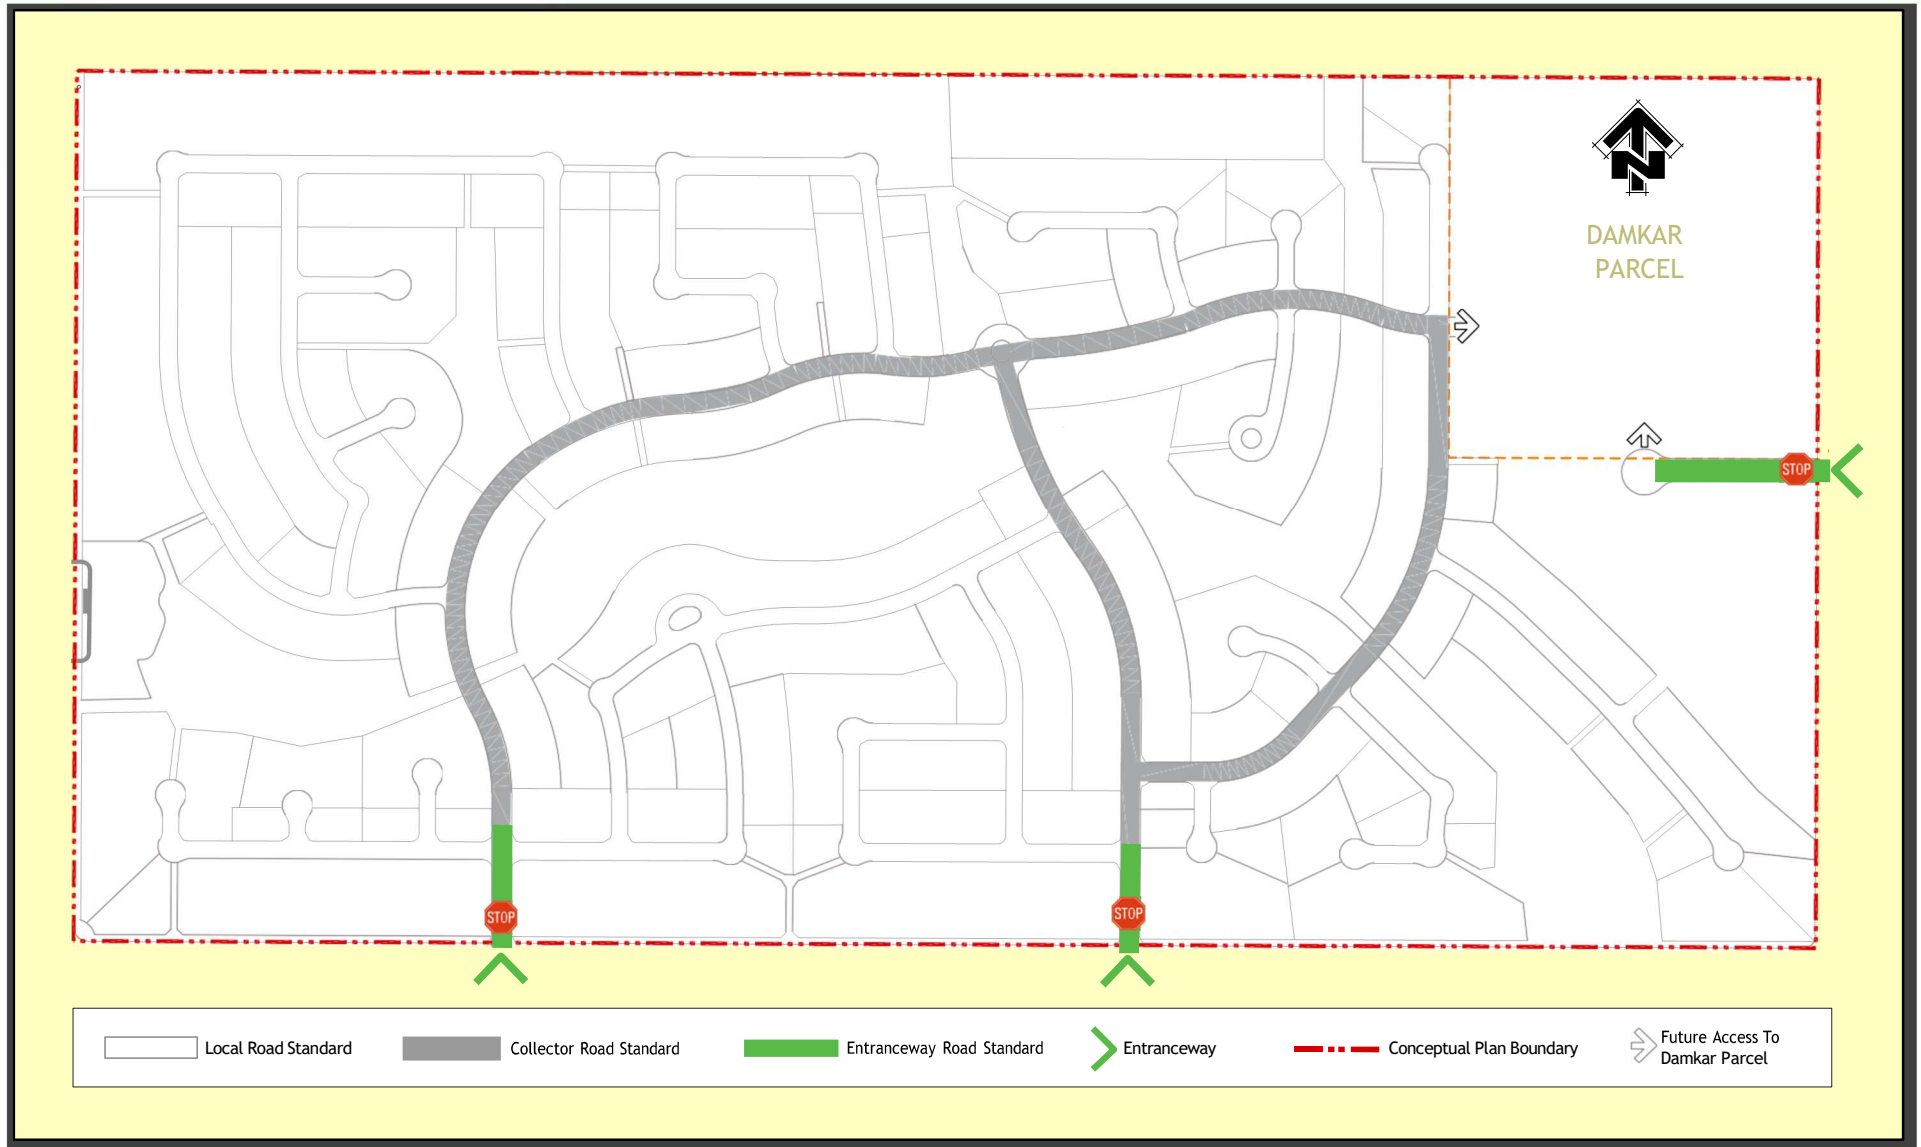 N
DAMKAR
PARCEL
STOP
STOP
STOP
Local Road Standard
Collector Road Standard
Entranceway Road Standard
Entranceway
Conceptual Plan Boundary
Future Access To
Damkar Parcel